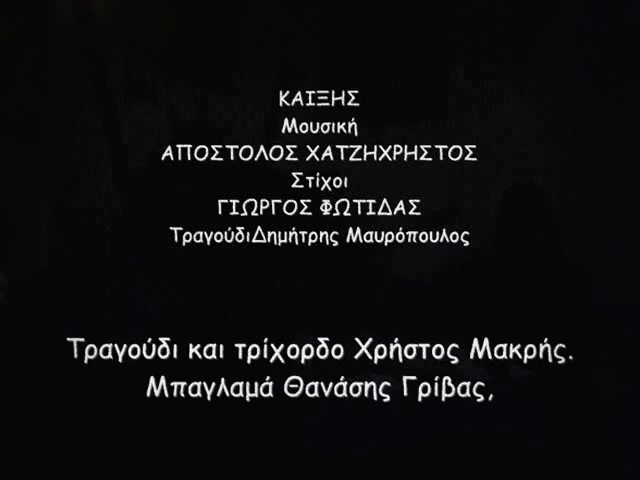 ΚΑΙΞΗΣ
Μουσική
ΑΠΟΣΤΟΛΟΣ ΧΑΤΖΗΧΡΗΣΤΟΣ
Στίχοι
ΓΙΩΡΓΟΣ ΦΩΤΙΔΑΣ
ΤραγούδιΔημήτρης Μαυρόπουλος
Τραγούδι και τρίχορδο Χρήστος Μακρής.
Μπαγλαμά Θανάσης Γρίβας,